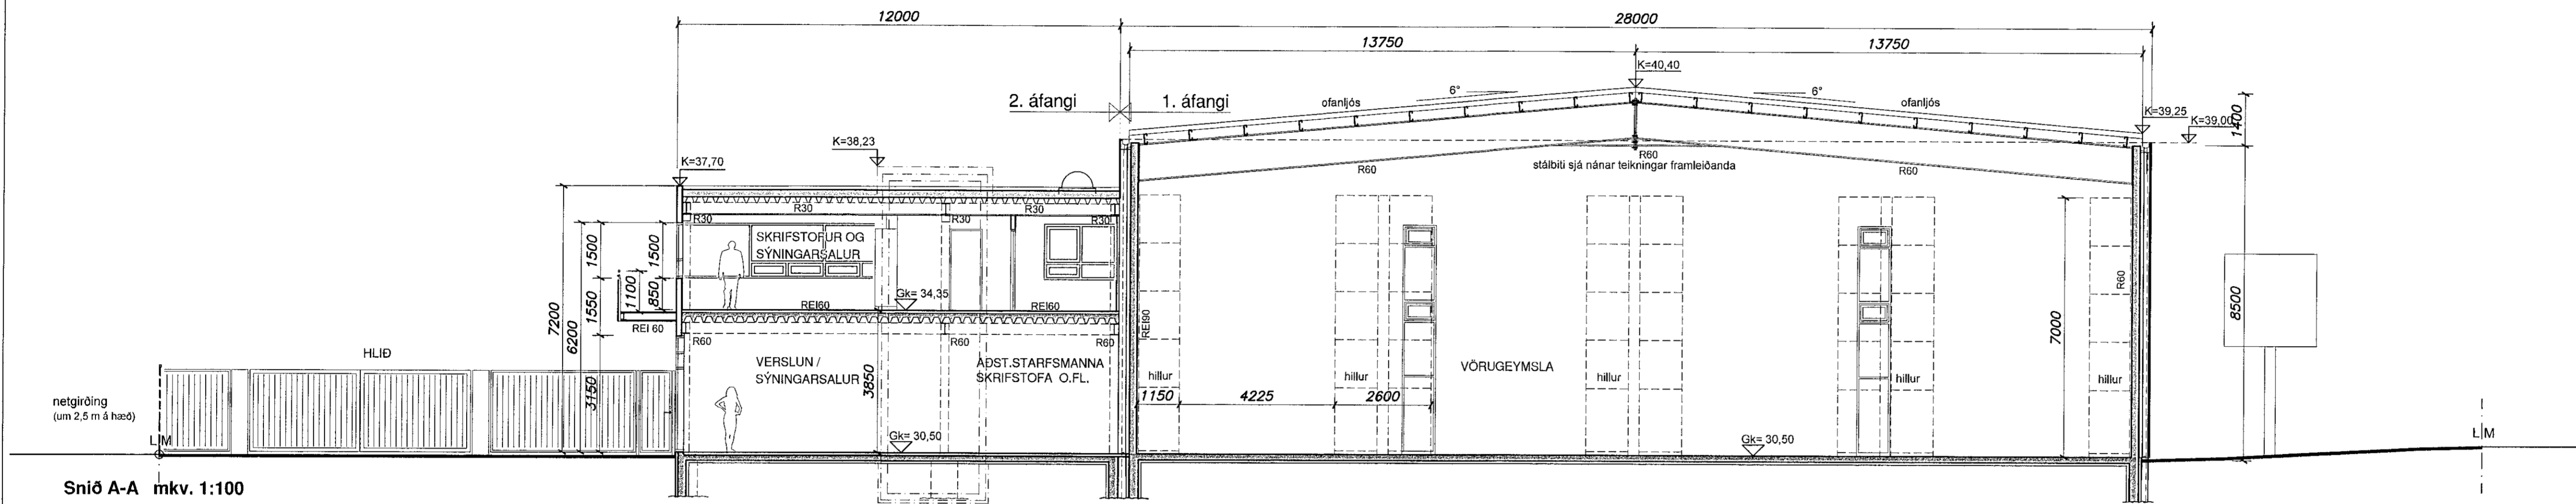 12000
28000
13750
13750
K=40,40
2. áfangi
1. áfangi
ofanljós
6°
6°
ofanljós
K=39,25
K=39,00
1400
K=38,23
K=37,70
R60
stálbiti sjá nánar teikningar framleiðanda
R60
R60
R30
R30
R30
R30
R30
SKRIFSTOFUR OG
SÝNINGARSALUR
1500
1500
1100
850
1550
7200
6200
3150
Gk= 34,35
REI60
REI60
REI 60
R60
R60
R60
REI90
R60
7000
8500
HLIÐ
VERSLUN /
SÝNINGARSALUR
3850
AÐST.STARFSMANNA
SKRIFSTOFA O.FL.
VÖRUGEYMSLA
hillur
hillur
hillur
hillur
1150
4225
2600
netgirðing
(um 2,5 m á hæð)
L M
Gk= 30,50
Gk= 30,50
L M
Snið A-A mkv. 1:100